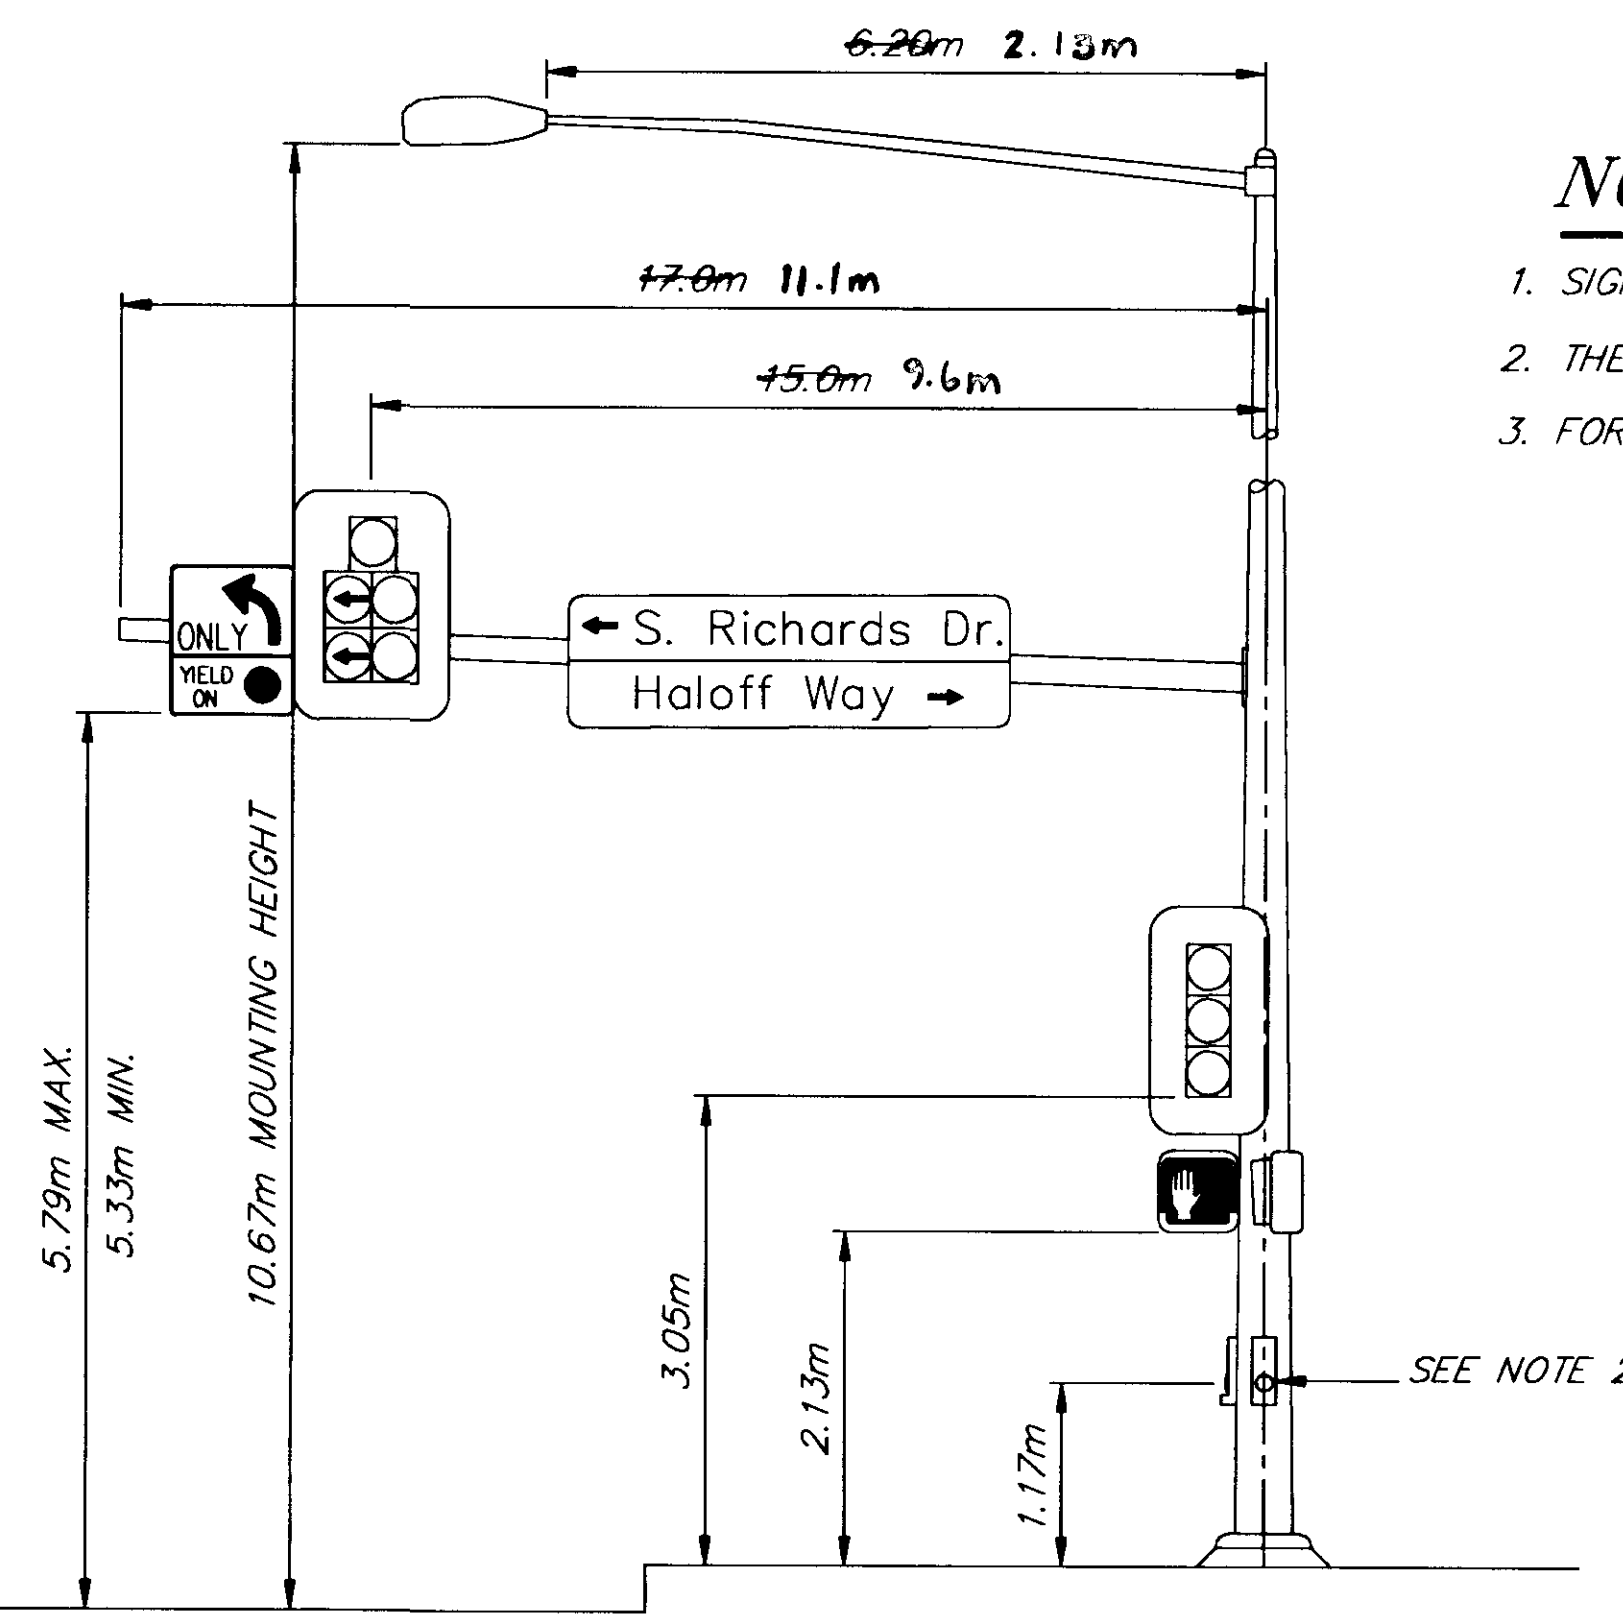 6.20m 2.13m
17.0m 11.1m
15.0m 9.6m
1. SIG
2. THE
3. FOR
ONLY
YIELD
ON
S. Richards Dr.
Haloff Way
5.79m MAX.
5.33m MIN.
10.67m MOUNTING HEIGHT
3.05m
2.13m
1.17m
SEE NOTE 2